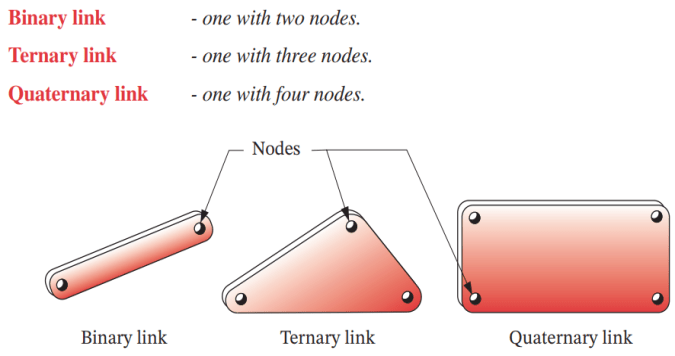 Binary link - one with two nodes.
Ternary link - one with three nodes.
Quaternary link - one with four nodes.
Nodes
Binary link Ternary link Quaternary link